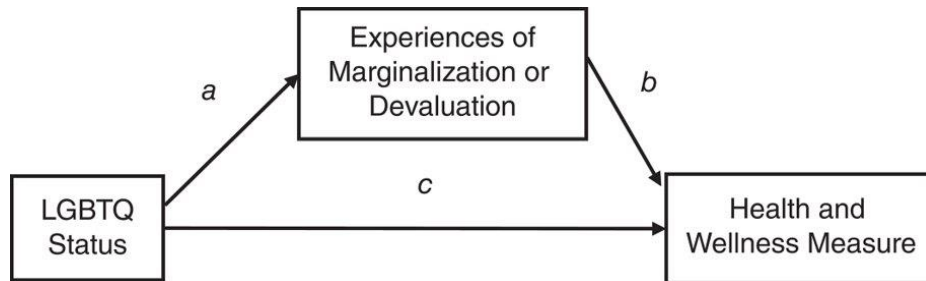 Experiences of
Marginalization or
Devaluation
a
b
c
LGBTQ
Status
Health and
Wellness Measure